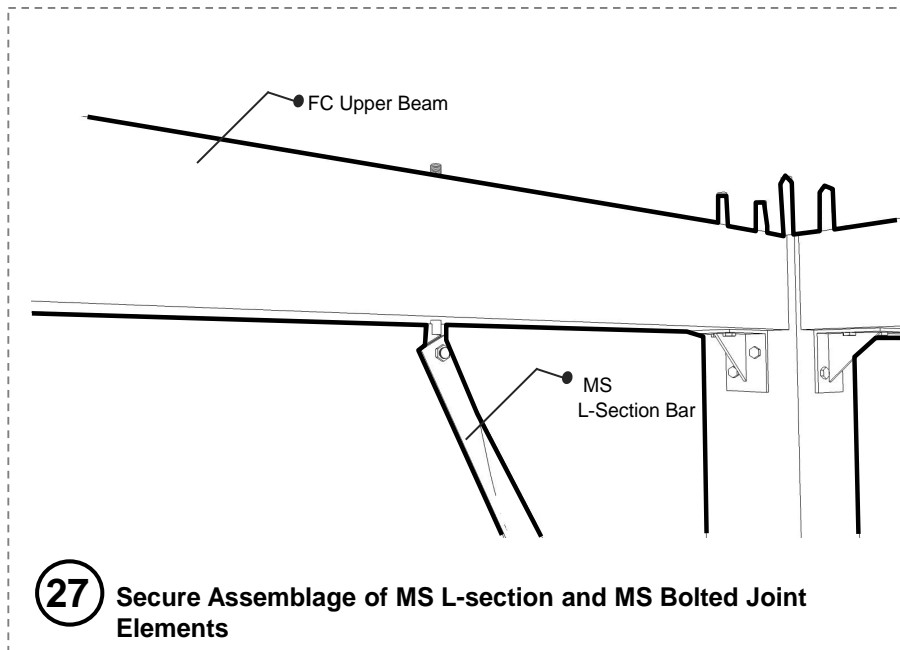 FC Upper Beam
MS
L-Section Bar
27
Secure Assemblage of MS L-section and MS Bolted Joint
Elements